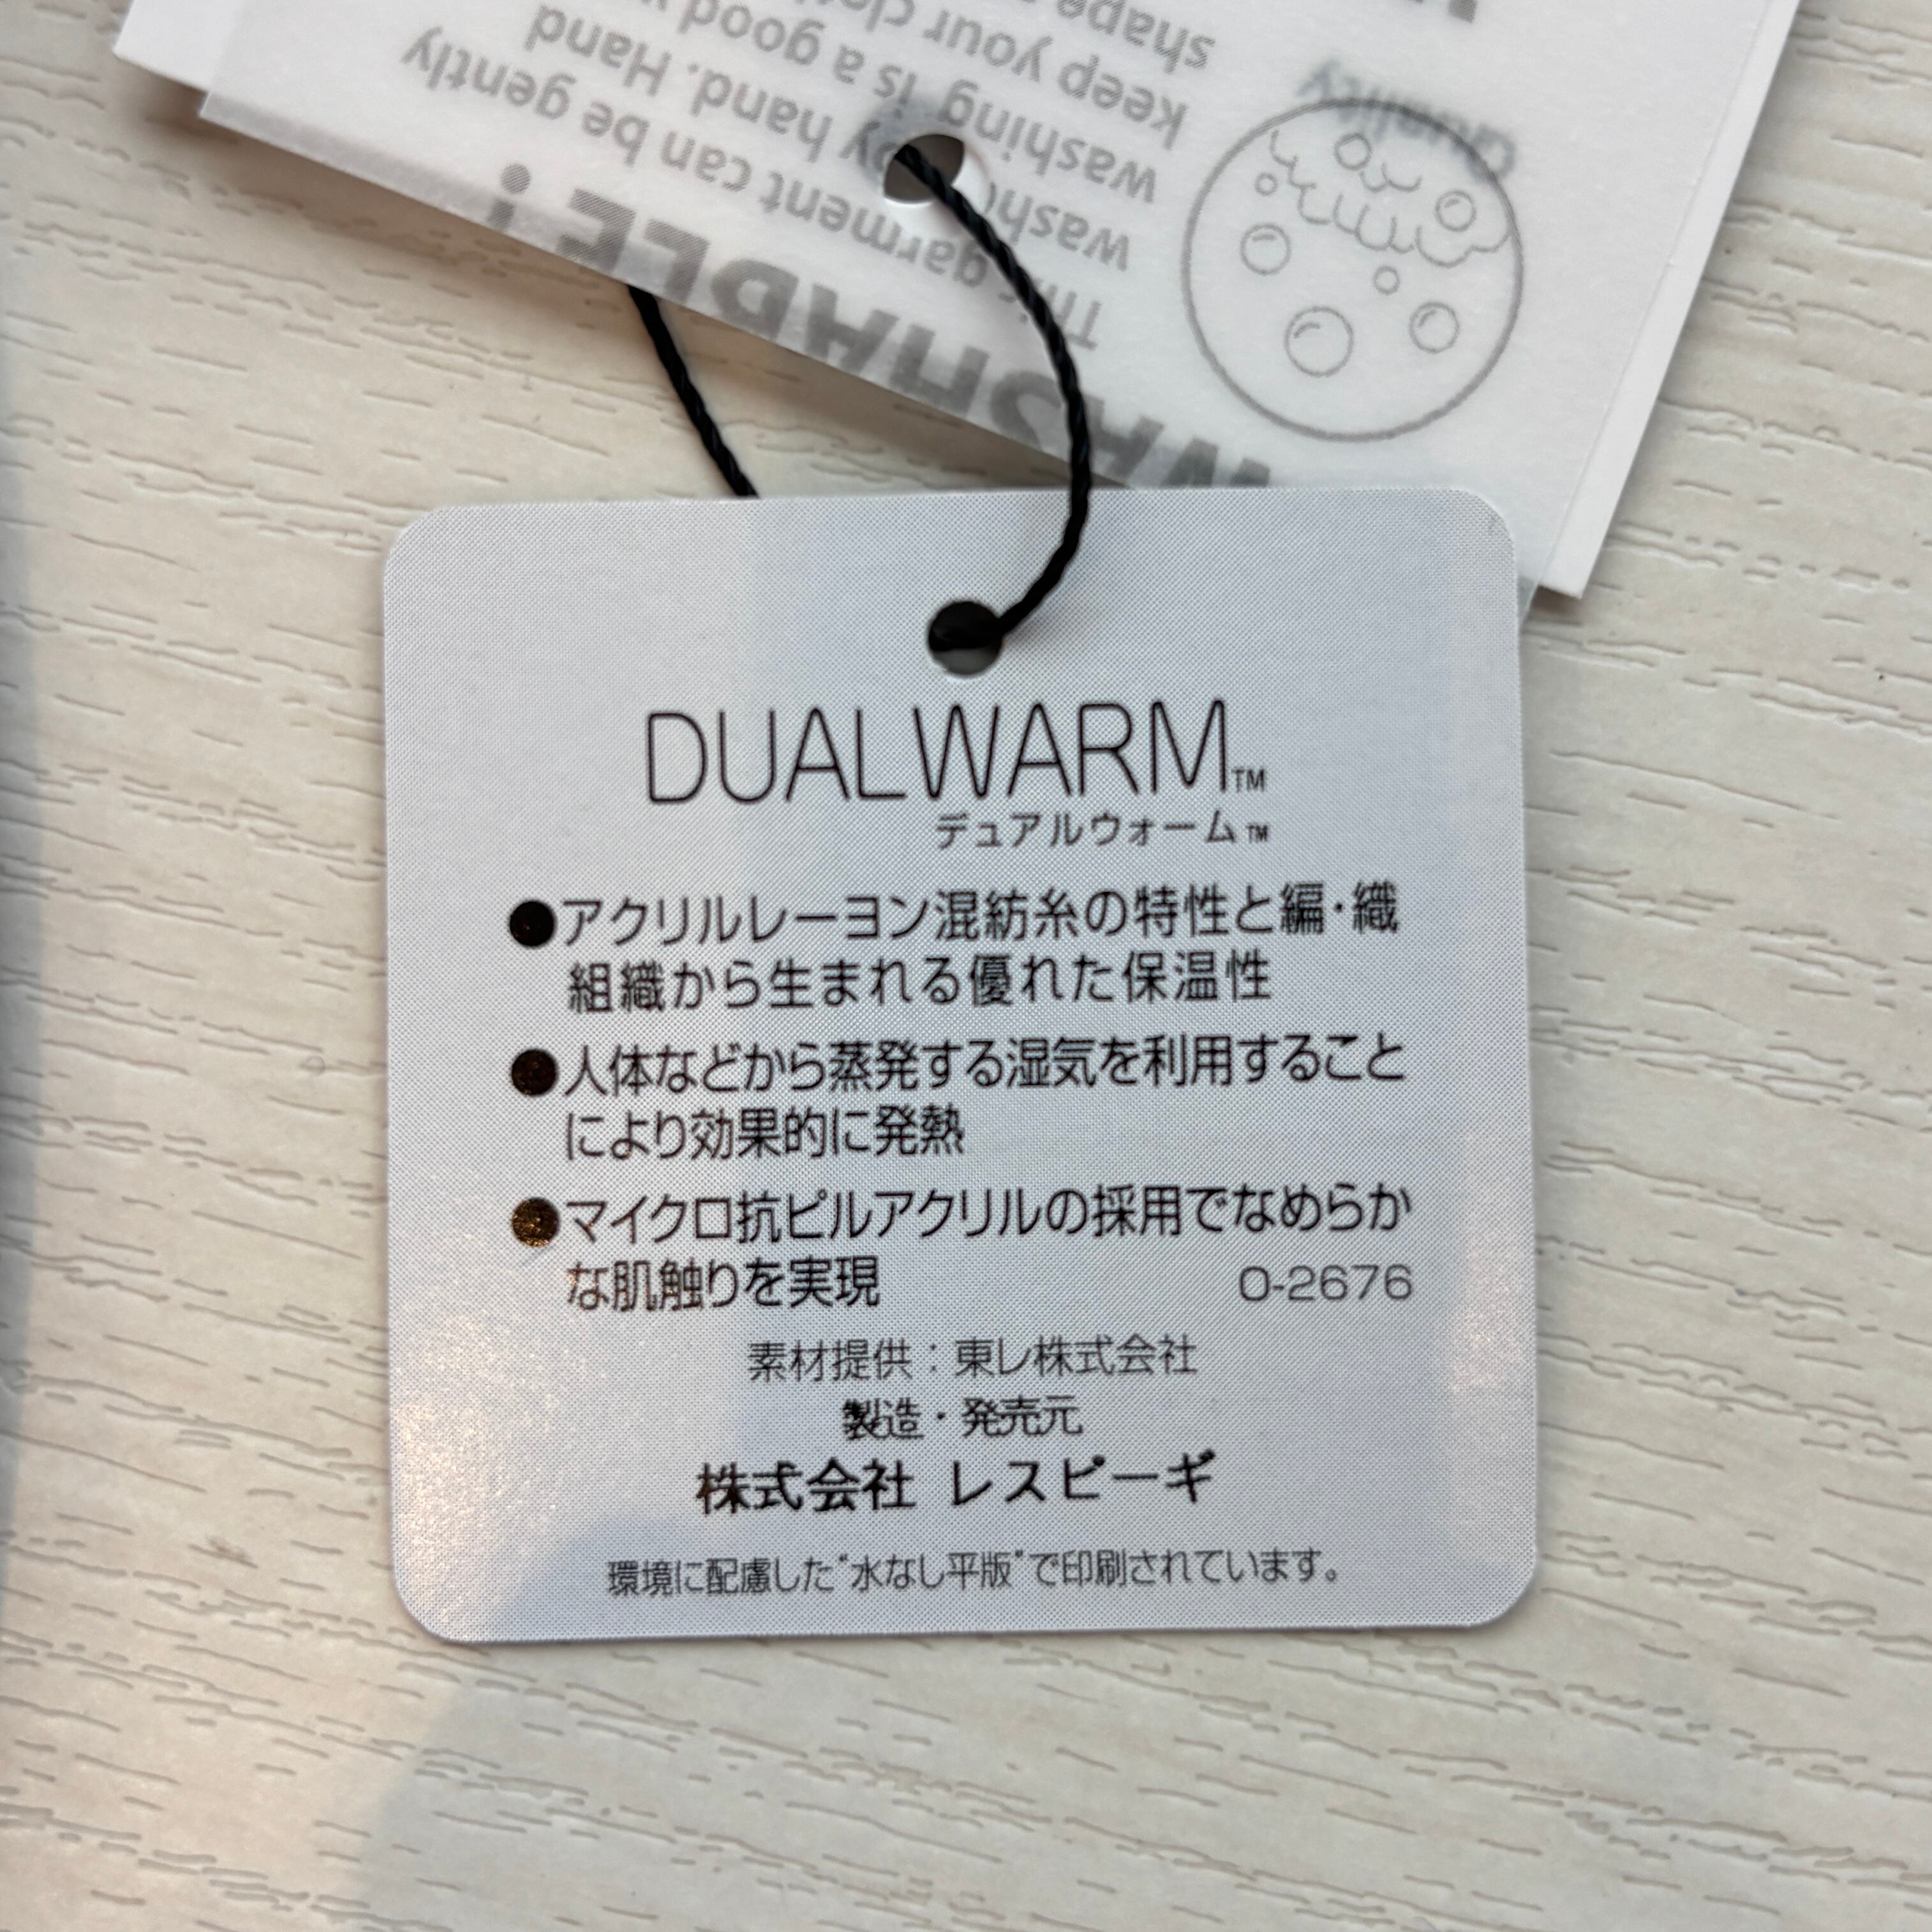 Quality
shape
keep your
washing is a good
by hand. Hand
garment can be gently
WASHABLE!
DUALWARM™
デュアルウォーム™
●アクリルレーヨン混紡糸の特性と編・織
組織から生まれる優れた保温性
●人体などから蒸発する湿気を利用すること
により効果的に発熱
●マイクロ抗ピルアクリルの採用でなめらか
な肌触りを実現 0-2676
素材提供：東レ株式会社
製造・発売元
株式会社 レスピーギ
環境に配慮した"水なし平版"で印刷されています。